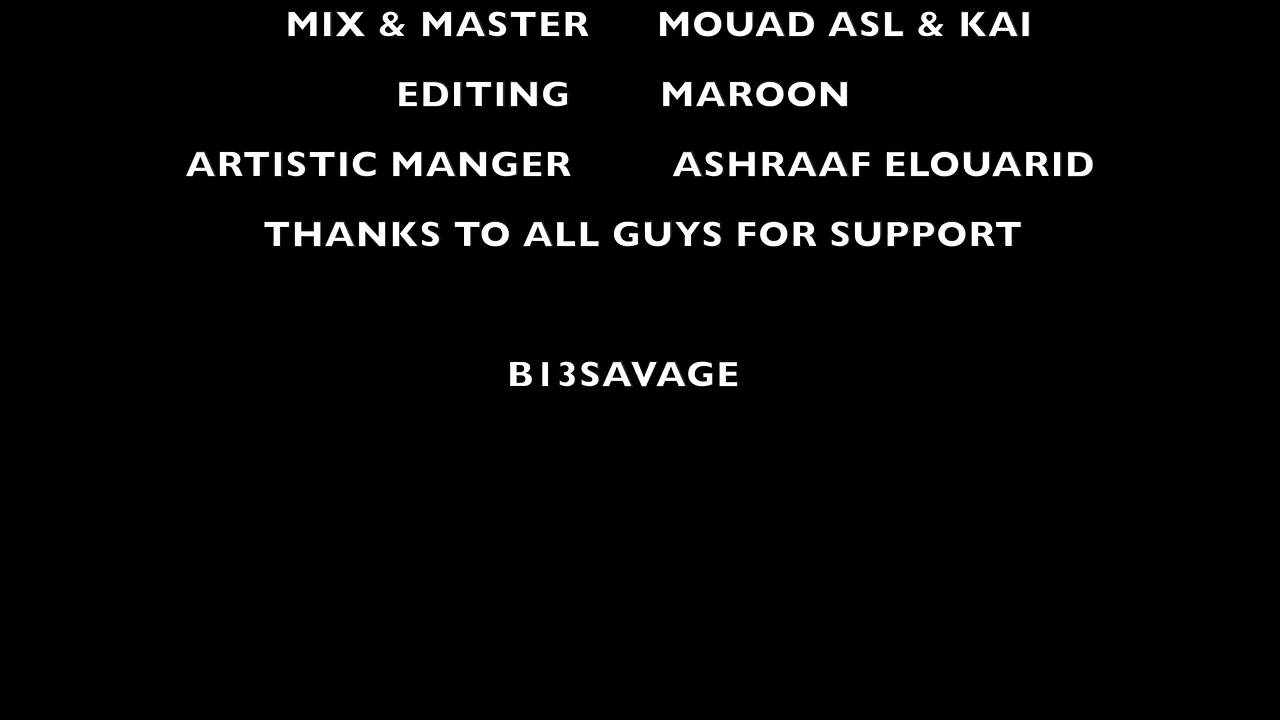 MIX & MASTER MOUAD ASL & KAI
EDITING MAROON
ARTISTIC MANGER ASHRAAF ELOUARID
THANKS TO ALL GUYS FOR SUPPORT
B13SAVAGE